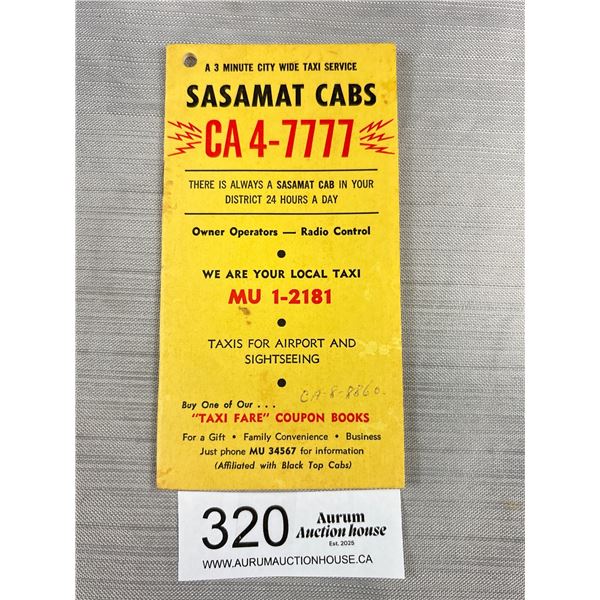 A 3 MINUTE CITY WIDE TAXI SERVICE
SASAMAT CABS
CA 4-7777
THERE IS ALWAYS A SASAMAT CAB IN YOUR
DISTRICT 24 HOURS A DAY
Owner Operators — Radio Control
WE ARE YOUR LOCAL TAXI
MU 1-2181
TAXIS FOR AIRPORT AND
SIGHTSEEING
CA-8-8860.
Buy One of Our . . .
"TAXI FARE" COUPON BOOKS
For a Gift • Family Convenience • Business
Just phone MU 34567 for information
(Affiliated with Black Top Cabs)
320
Aurum
Auction house
Est. 2025
WWW.AURUMAUCTIONHOUSE.CA